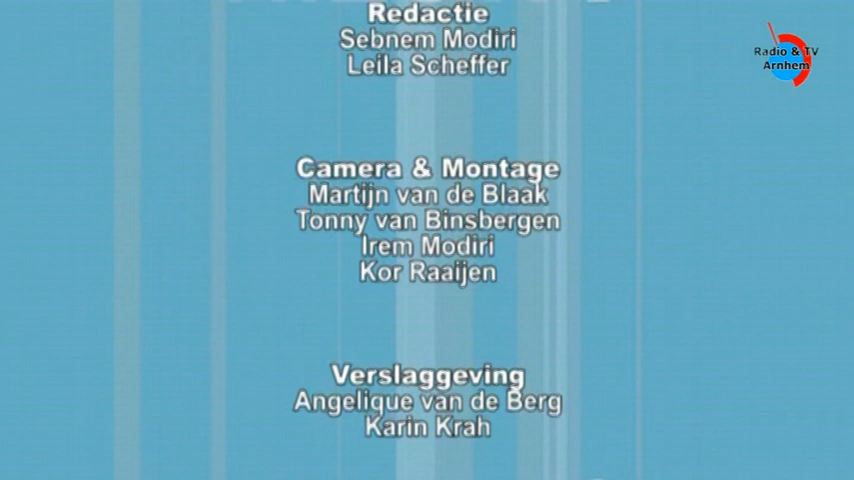 Redactie
Sebnem Modiri
Leila Scheffer
Radio & TV
Arnhem
Camera & Montage
Martijn van de Blaak
Tonny van Binsbergen
Irem Modiri
Kor Raaijen
Verslaggeving
Angelique van de Berg
Karin Krah